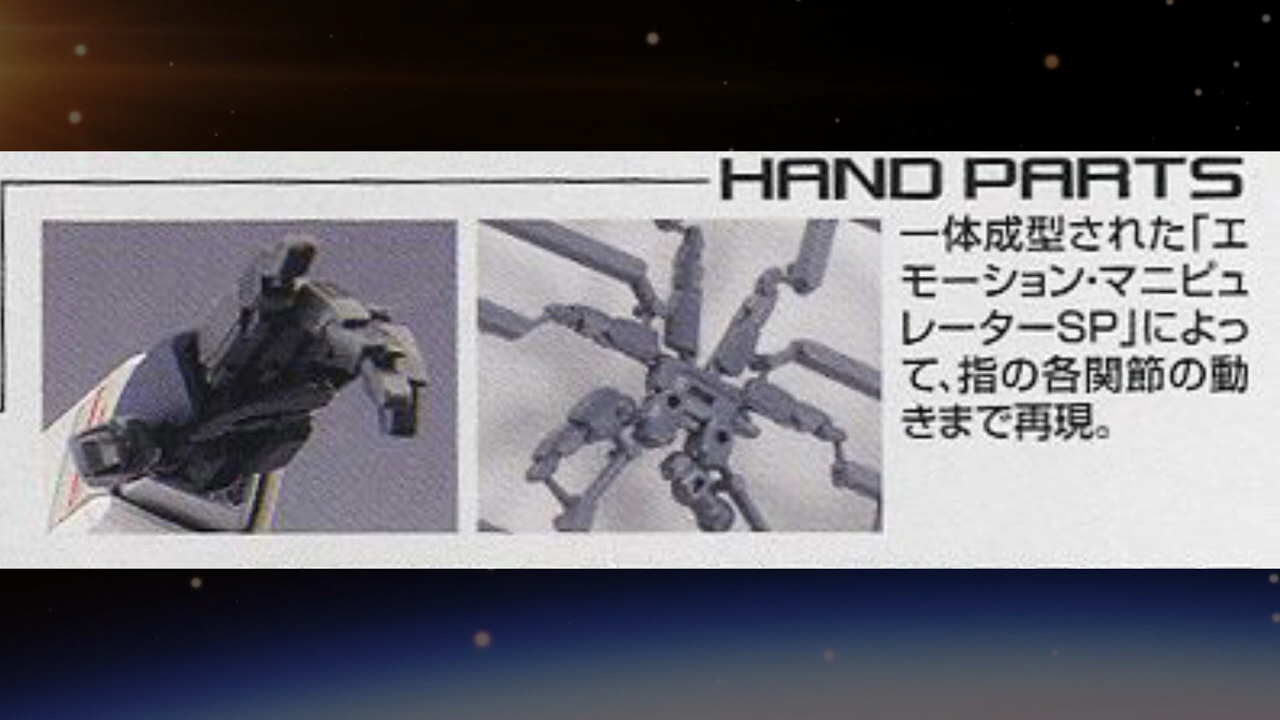 HAND PARTS
一体成型された「エ
モーション・マニピュ
レーターSP」によっ
て、指の各関節の動
きまで再現。